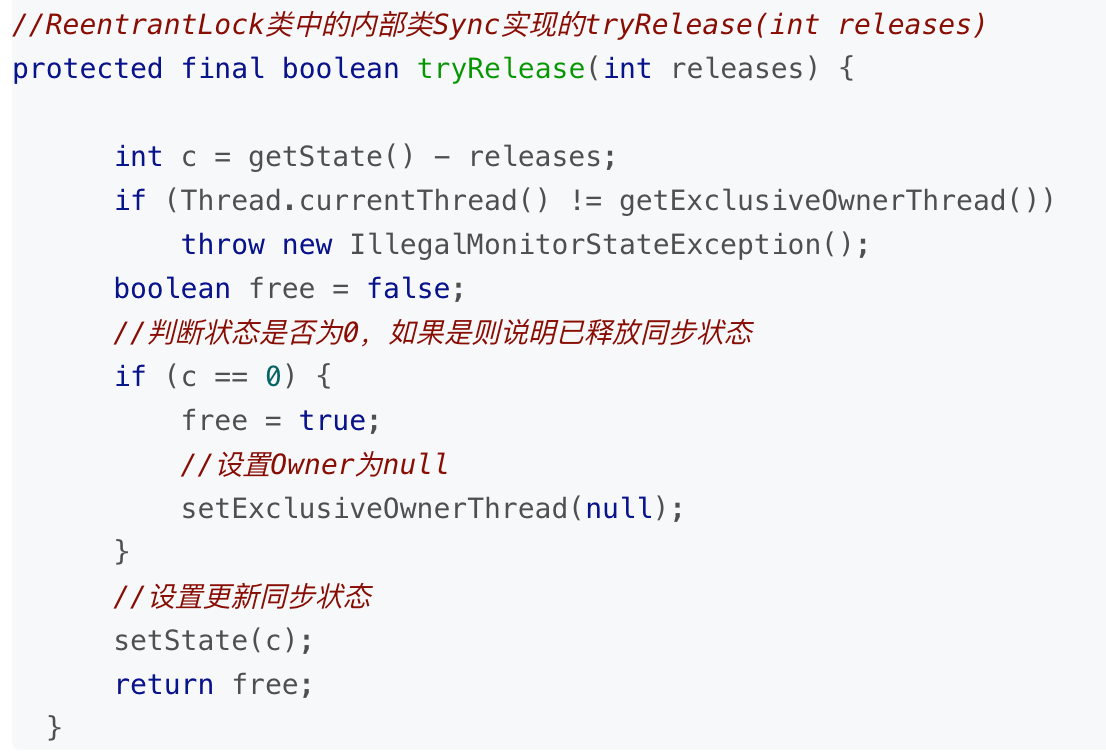 //ReentrantLock类中的内部类Sync实现的tryRelease(int releases)
protected final boolean tryRelease(int releases) {
int c = getState() - releases;
if (Thread.currentThread() != getExclusiveOwnerThread())
throw new IllegalMonitorStateException();
boolean free = false;
//判断状态是否为0，如果是则说明已释放同步状态
if (c == 0) {
free = true;
//设置Owner为null
setExclusiveOwnerThread(null);
}
//设置更新同步状态
setState(c);
return free;
}